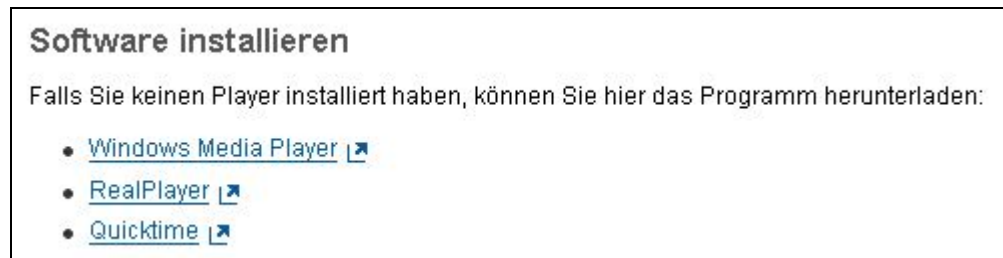 Software installieren
Falls Sie keinen Player installiert haben, können Sie hier das Programm herunterladen:
Windows Media Player
RealPlayer
Quicktime